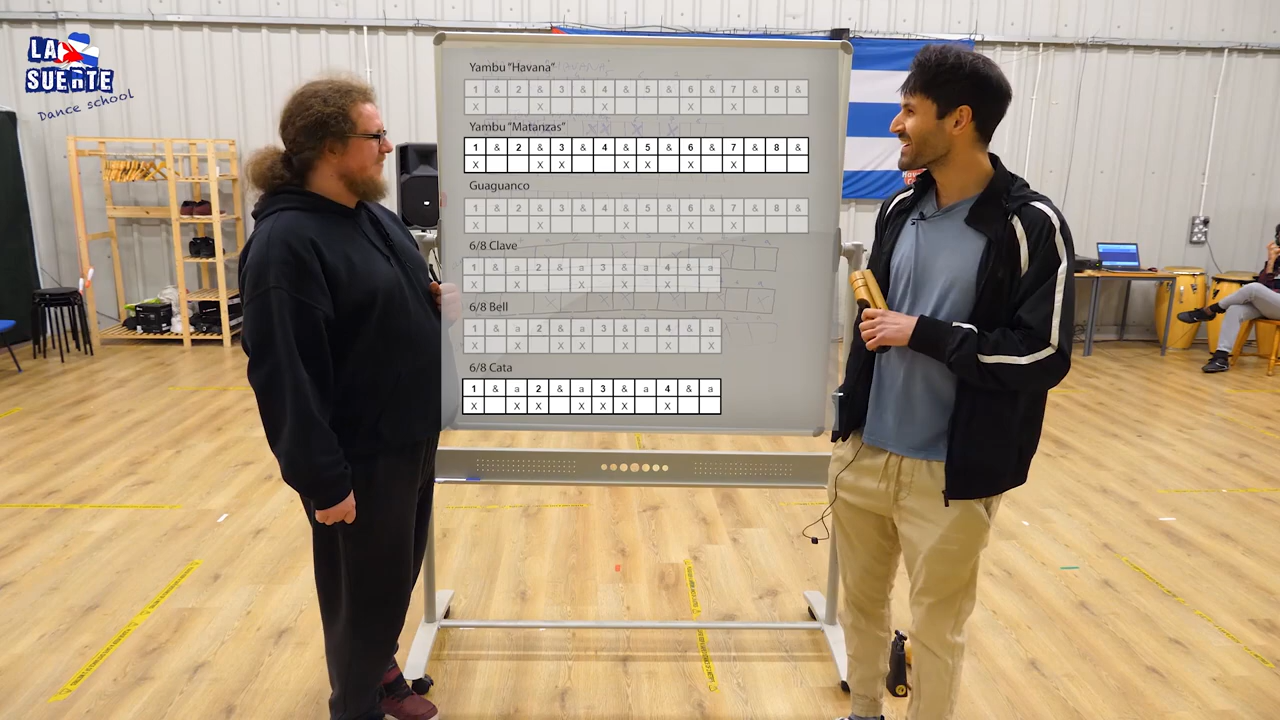 LA
SUERTE
Dance school
Yambu "Havana"
1 & 2 & 3 & 4 & 5 & 6 & 7 & 8 &
X X X X X
Yambu "Matanzas"
1 & 2 & 3 & 4 & 5 & 6 & 7 & 8 &
X X X X X X X
Guaguanco
1 & 2 & 3 & 4 & 5 & 6 & 7 & 8 &
X X X X X
6/8 Clave
1 & a 2 & a 3 & a 4 & a
X X X X X
6/8 Bell
1 & a 2 & a 3 & a 4 & a
X X X X X X X
6/8 Cata
1 & a 2 & a 3 & a 4 & a
X X X X X X X